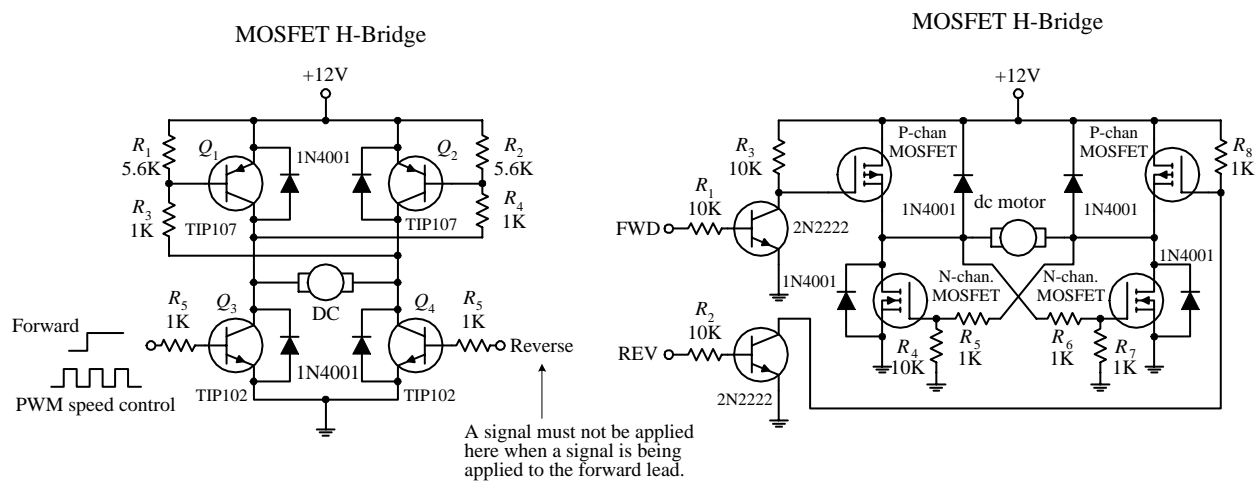 MOSFET H-Bridge
+12V
R1
5.6K
Q1
1N4001
Q2
R2
5.6K
R3
1K
TIP107
TIP107
R4
1K
DC
Forward
R5
1K
Q3
Q4
R5
1K
Reverse
1N4001
TIP102
TIP102
PWM speed control
A signal must not be applied
here when a signal is being
applied to the forward lead.
MOSFET H-Bridge
+12V
R3
10K
P-chan
MOSFET
P-chan
MOSFET
R8
1K
R1
10K
FWD
2N2222
1N4001
dc motor
1N4001
1N4001
N-chan.
MOSFET
N-chan.
MOSFET
1N4001
R2
10K
REV
2N2222
R4
10K
R5
1K
R6
1K
R7
1K